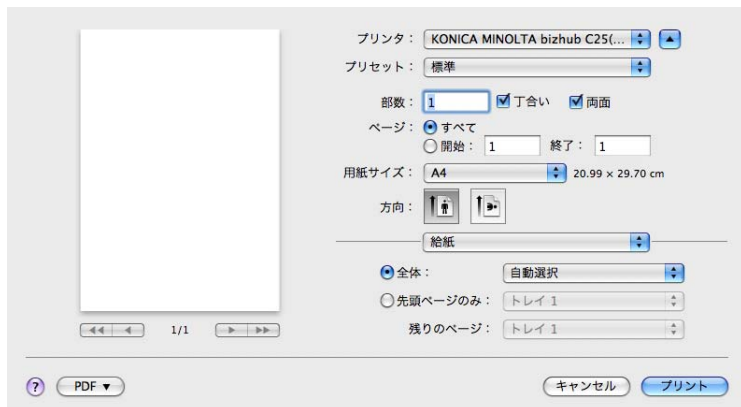 プリンタ： KONICA MINOLTA bizhub C25(...
プリセット： 標準
部数： 1 丁合い 両面
ページ： すべて
開始： 1 終了： 1
用紙サイズ： A4 20.99 × 29.70 cm
方向：
給紙
全体： 自動選択
先頭ページのみ： トレイ 1
残りのページ： トレイ 1
1/1
? PDF ▼ キャンセル プリント